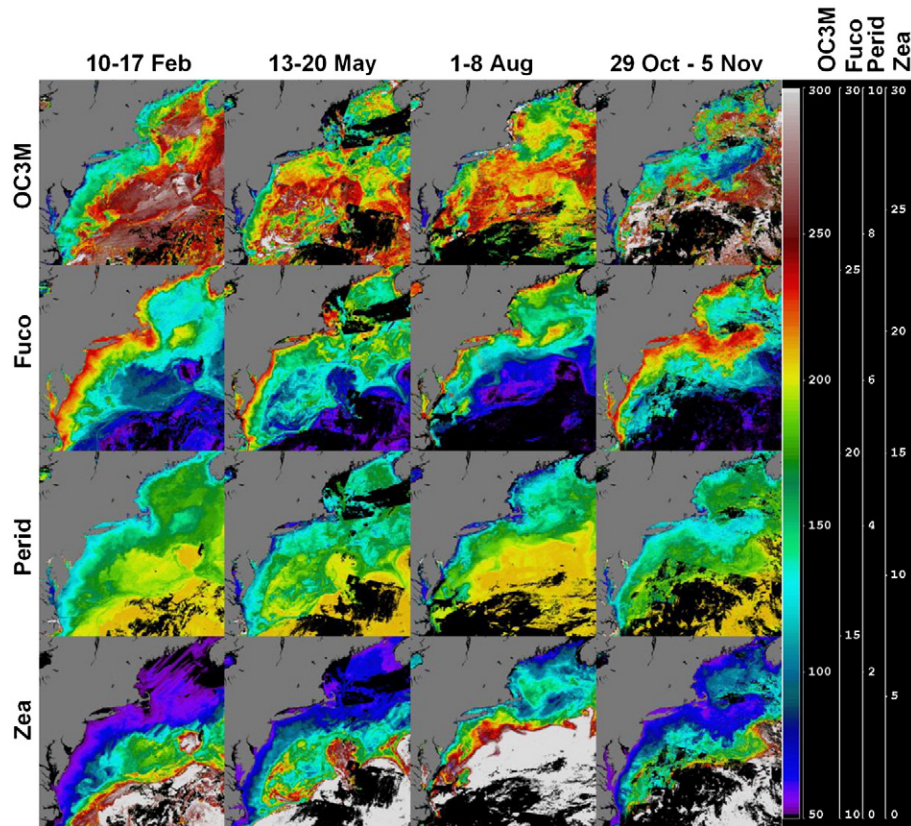 OC3M
Fuco
Perid
Zea
10-17 Feb
13-20 May
1-8 Aug
29 Oct - 5 Nov
300 30 10 30
25
250 8
25
20
OC3M
Fuco
Perid
Zea
200 6
20 15
150 4
10
15
100 2
5
50 10 0 0